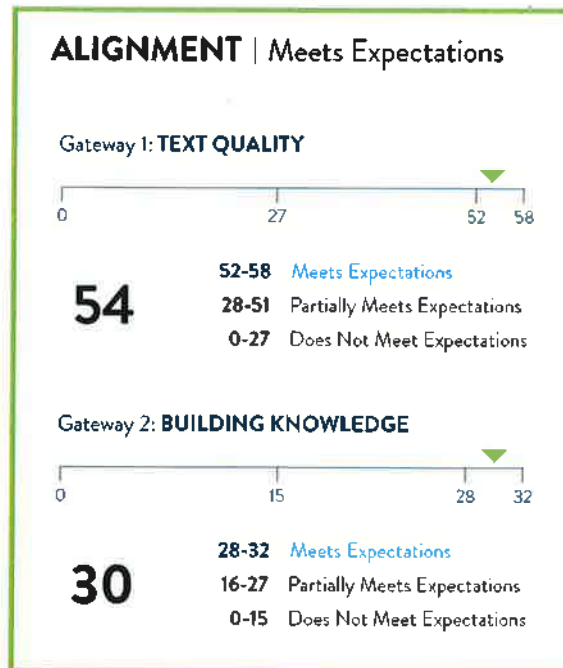 ALIGNMENT | Meets Expectations
Gateway 1: TEXT QUALITY
0 27 52 58
54
52-58 Meets Expectations
28-51 Partially Meets Expectations
0-27 Does Not Meet Expectations
Gateway 2: BUILDING KNOWLEDGE
0 15 28 32
30
28-32 Meets Expectations
16-27 Partially Meets Expectations
0-15 Does Not Meet Expectations